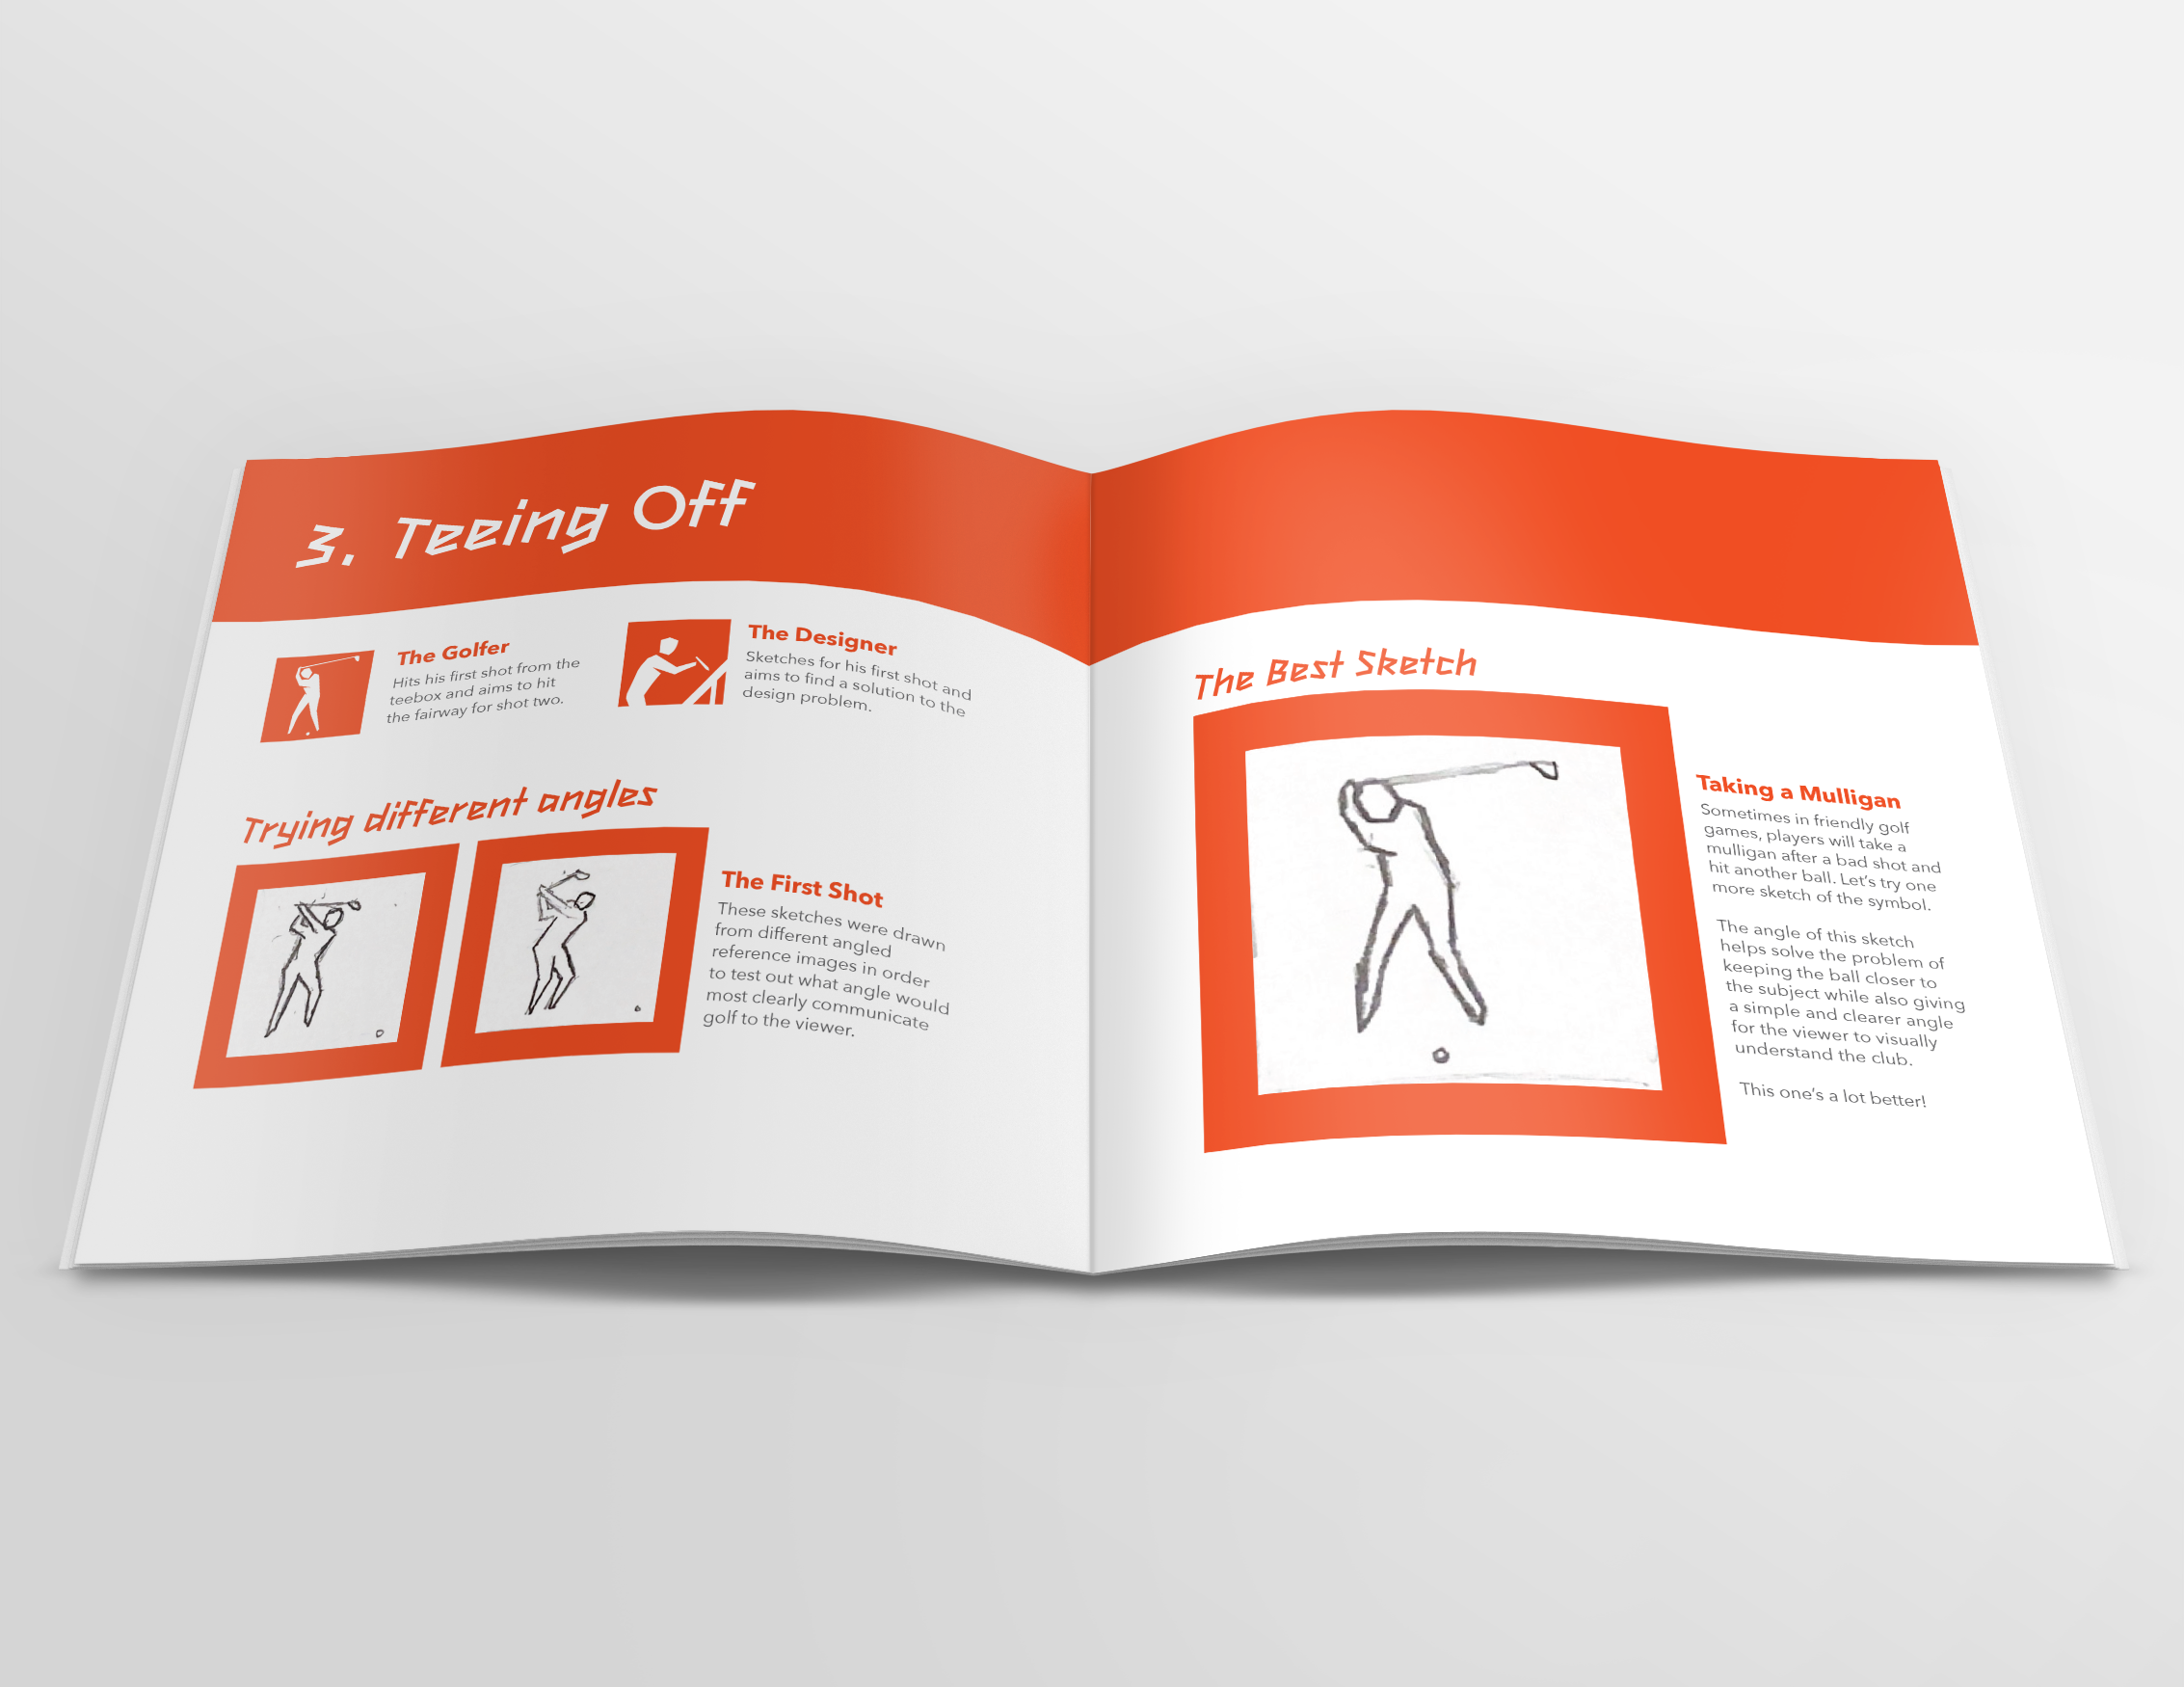 3. Teeing Off
The Golfer
Hits his first shot from the
teebox and aims to hit
the fairway for shot two.
The Designer
Sketches for his first shot and
aims to find a solution to the
design problem.
Trying different angles
The First Shot
These sketches were drawn
from different angled
reference images in order
to test out what angle would
most clearly communicate
golf to the viewer.
The Best Sketch
Taking a Mulligan
Sometimes in friendly golf
games, players will take a
mulligan after a bad shot and
hit another ball. Let's try one
more sketch of the symbol.
The angle of this sketch
helps solve the problem of
keeping the ball closer to
the subject while also giving
a simple and clearer angle
for the viewer to visually
understand the club.
This one's a lot better!